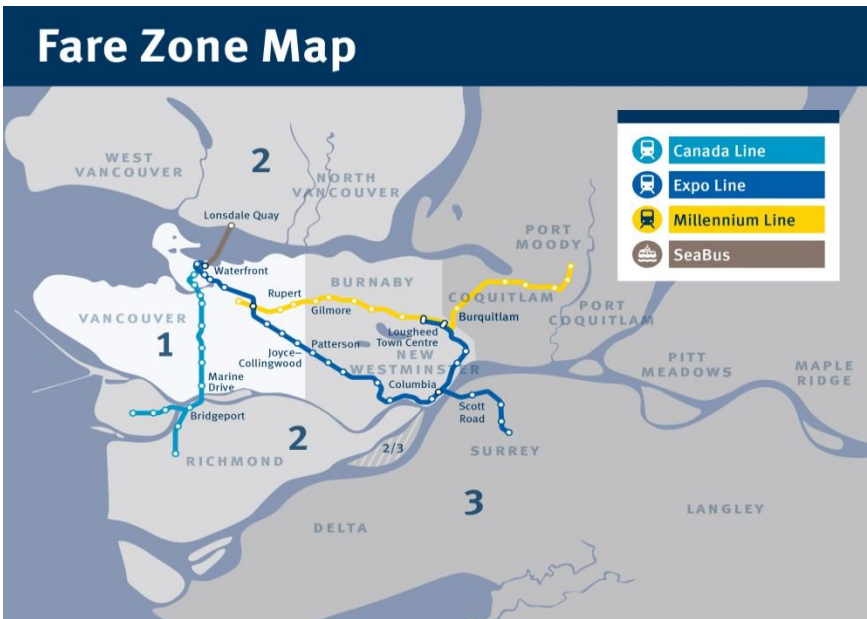 Fare Zone Map
Canada Line
Expo Line
Millennium Line
SeaBus
WEST
VANCOUVER
2
NORTH
VANCOUVER
Lonsdale Quay
PORT
MOODY
Waterfront
BURNABY
COQUITLAM
Rupert
Gilmore
Burquitlam
PORT
COQUITLAM
VANCOUVER
1
Lougheed
Town Centre
Patterson
Joyce–
Collingwood
NEW
WESTMINSTER
PITT
MEADOWS
MAPLE
RIDGE
Marine
Drive
Columbia
Bridgeport
Scott
Road
2
2/3
RICHMOND
SURREY
3
LANGLEY
DELTA